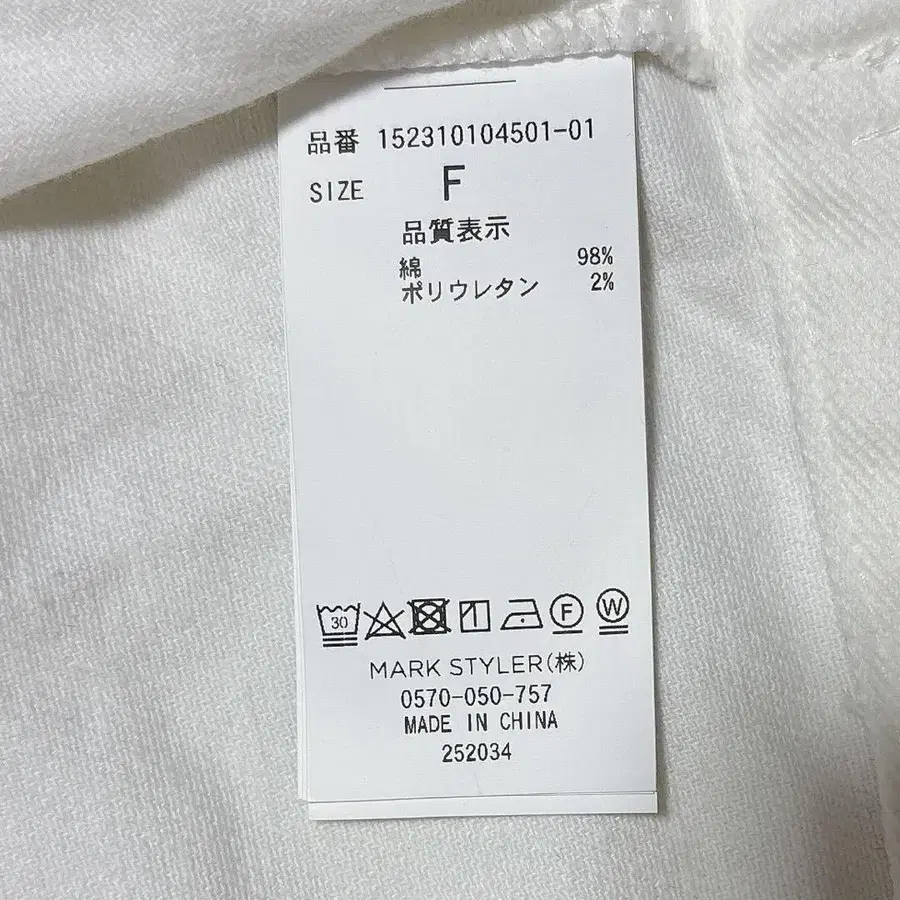 品番 152310104501-01
SIZE F
品質表示
綿 98%
ポリウレタン 2%
30 F W
MARK STYLER(株)
0570-050-757
MADE IN CHINA
252034